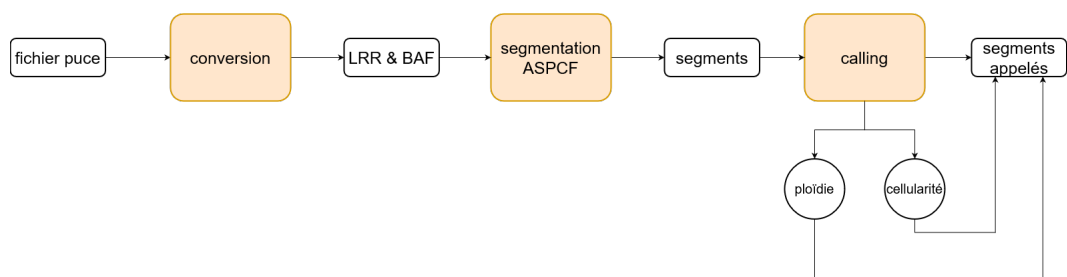 fichier puce
conversion
LRR & BAF
segmentation
ASPCF
segments
calling
segments
appelés
ploïdie
cellularité